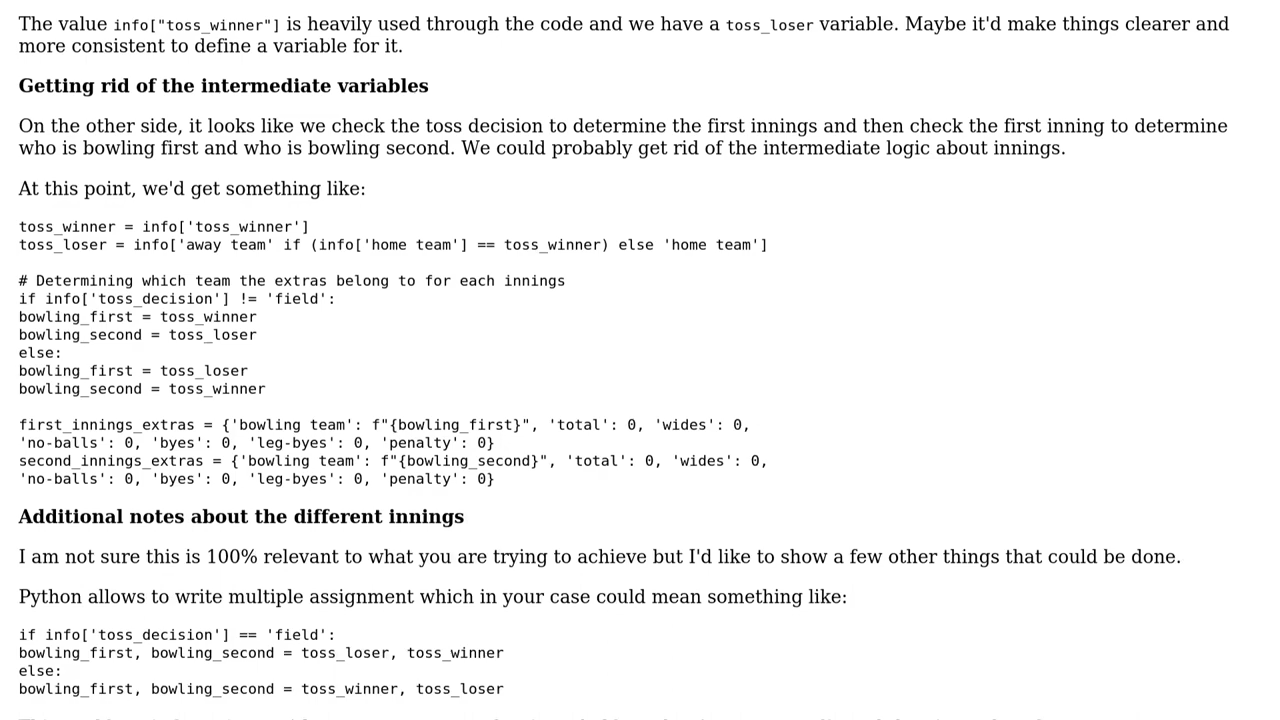 The value info["toss_winner"] is heavily used through the code and we have a toss_loser variable. Maybe it'd make things clearer and
more consistent to define a variable for it.
Getting rid of the intermediate variables
On the other side, it looks like we check the toss decision to determine the first innings and then check the first inning to determine
who is bowling first and who is bowling second. We could probably get rid of the intermediate logic about innings.
At this point, we'd get something like:
toss_winner = info['toss_winner']
toss_loser = info['away team' if (info['home team'] == toss_winner) else 'home team']
# Determining which team the extras belong to for each innings
if info['toss_decision'] != 'field':
bowling_first = toss_winner
bowling_second = toss_loser
else:
bowling_first = toss_loser
bowling_second = toss_winner
first_innings_extras = {'bowling team': f"{bowling_first}", 'total': 0, 'wides': 0,
'no-balls': 0, 'byes': 0, 'leg-byes': 0, 'penalty': 0}
second_innings_extras = {'bowling team': f"{bowling_second}", 'total': 0, 'wides': 0,
'no-balls': 0, 'byes': 0, 'leg-byes': 0, 'penalty': 0}
Additional notes about the different innings
I am not sure this is 100% relevant to what you are trying to achieve but I'd like to show a few other things that could be done.
Python allows to write multiple assignment which in your case could mean something like:
if info['toss_decision'] == 'field':
bowling_first, bowling_second = toss_loser, toss_winner
else:
bowling_first, bowling_second = toss_winner, toss_loser